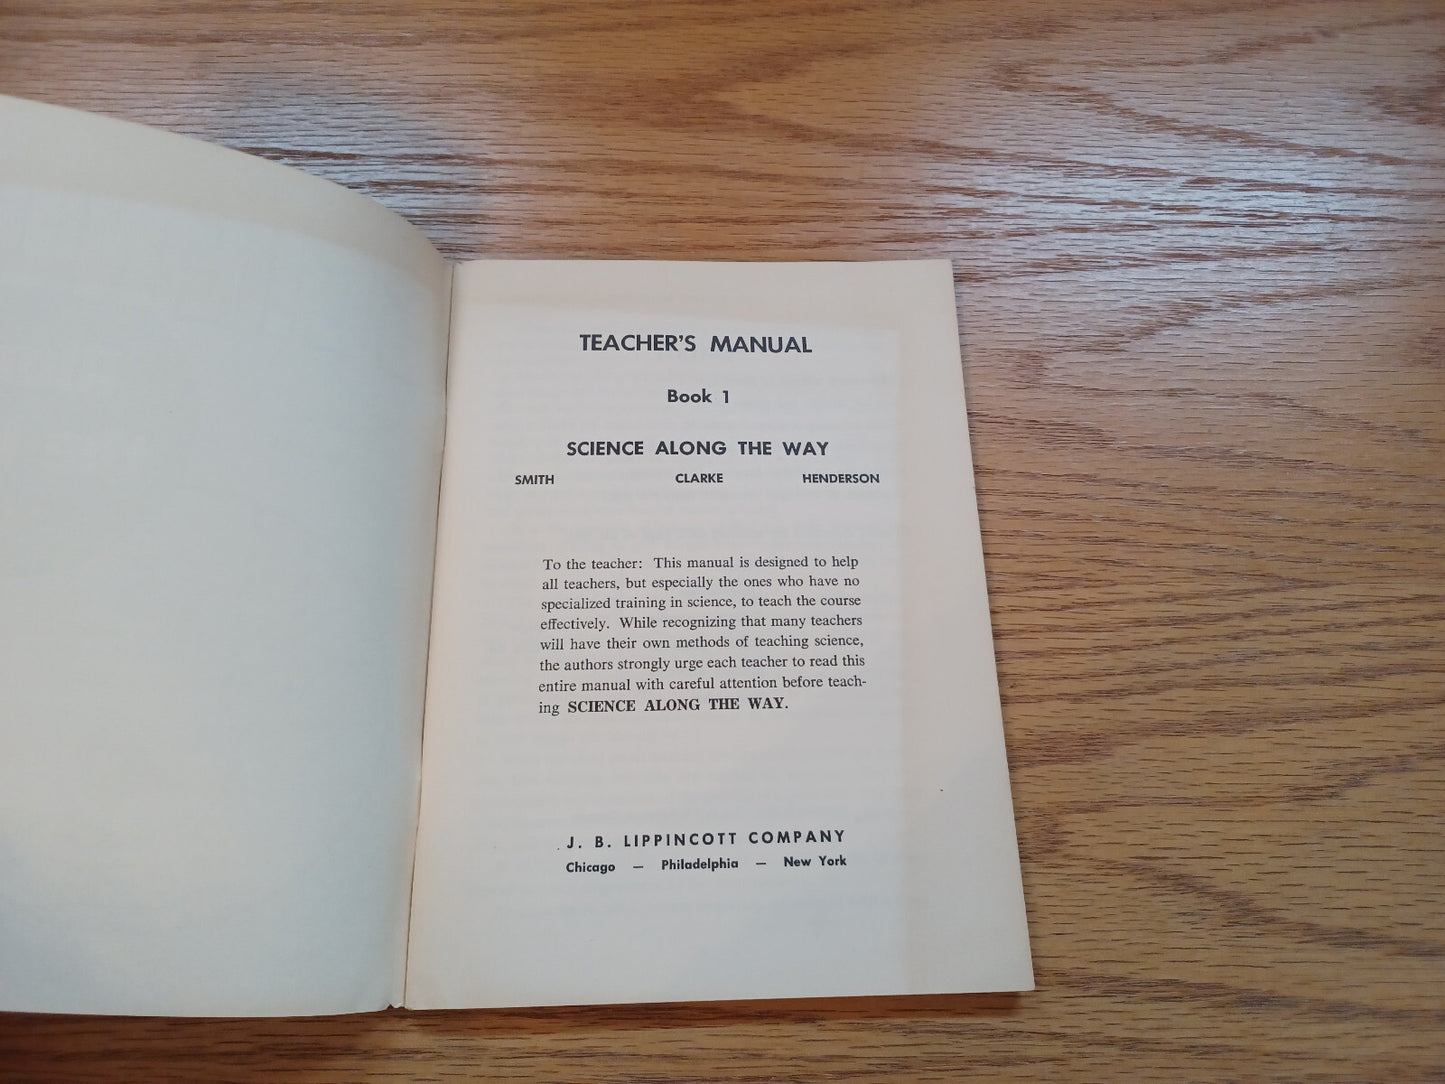 TEACHER'S MANUAL
Book 1
SCIENCE ALONG THE WAY
SMITH CLARKE HENDERSON
To the teacher: This manual is designed to help
all teachers, but especially the ones who have no
specialized training in science, to teach the course
effectively. While recognizing that many teachers
will have their own methods of teaching science,
the authors strongly urge each teacher to read this
entire manual with careful attention before teach-
ing SCIENCE ALONG THE WAY.
J. B. LIPPINCOTT COMPANY
Chicago — Philadelphia — New York